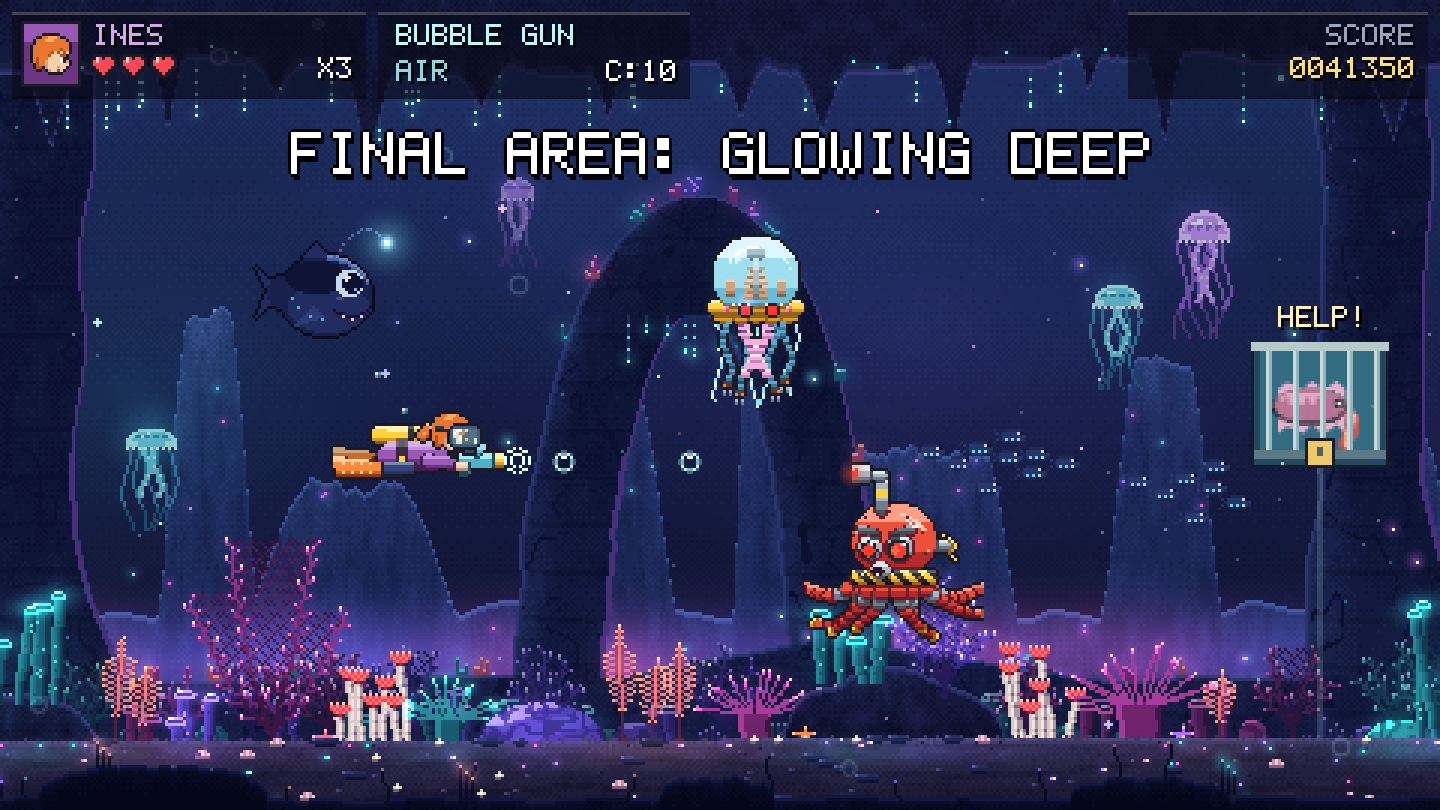 INES
X3
BUBBLE GUN
AIR
C:10
SCORE
0041350
FINAL AREA: GLOWING DEEP
HELP!